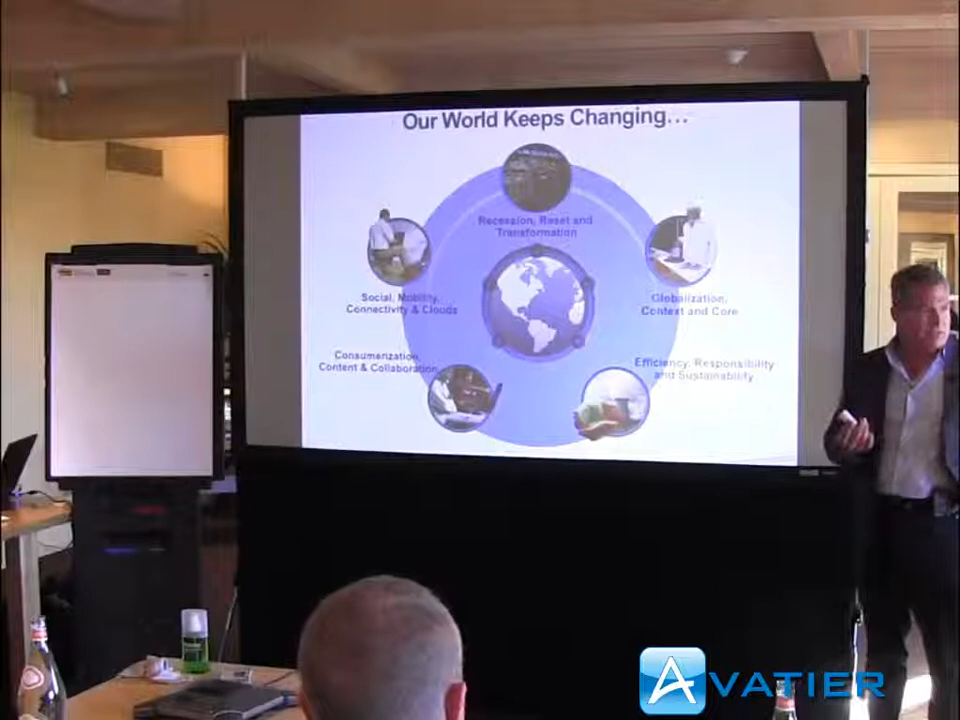 Our World Keeps Changing...
Recession, Reset and
Transformation
Social, Mobility,
Connectivity & Clouds
Globalization,
Context and Core
Consumerization,
Content & Collaboration
Efficiency, Responsibility
and Sustainability
AVATIER